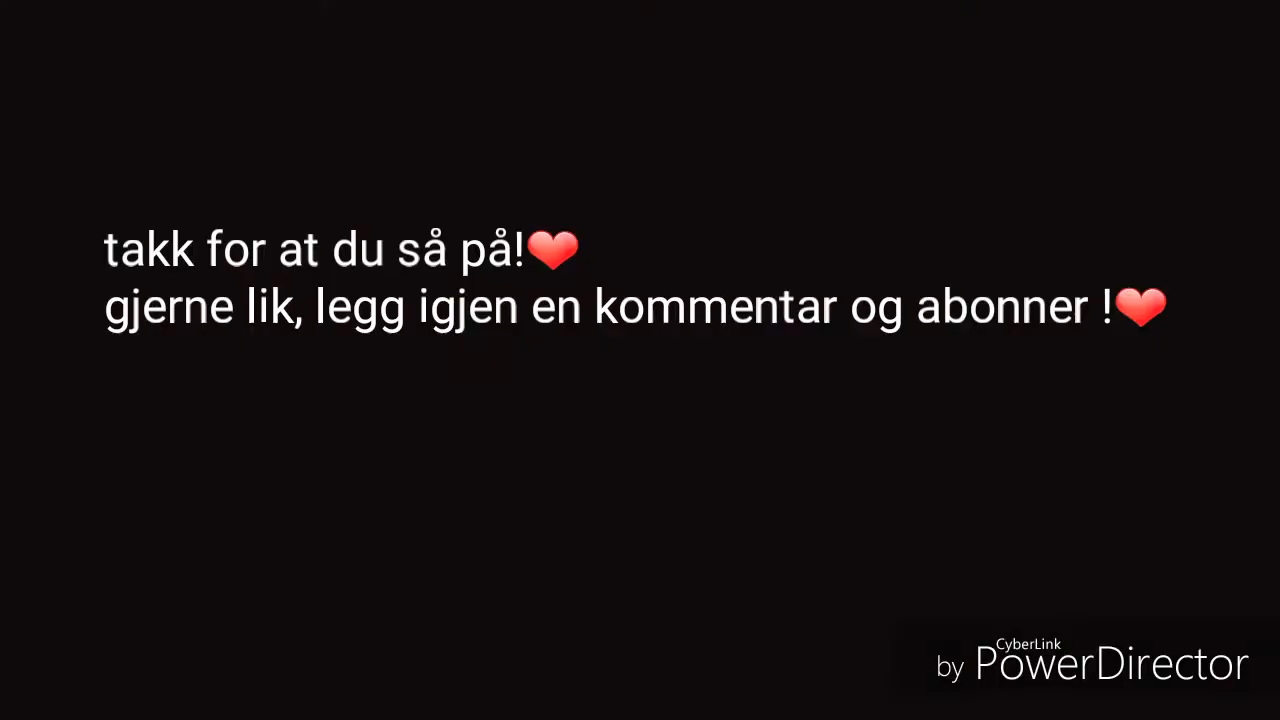 takk for at du så på!❤
gjerne lik, legg igjen en kommentar og abonner !❤
CyberLink
by PowerDirector